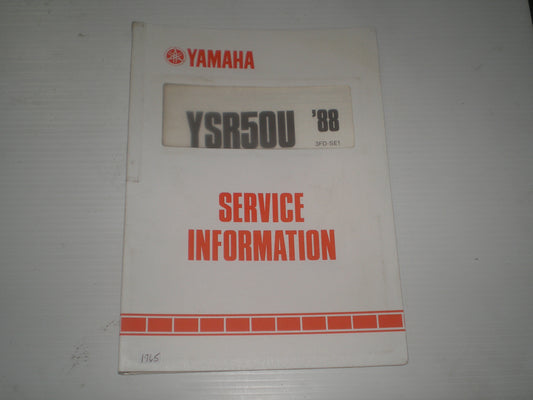 YAMAHA
YSR50U '88
3FD-SE1
SERVICE
INFORMATION
1765